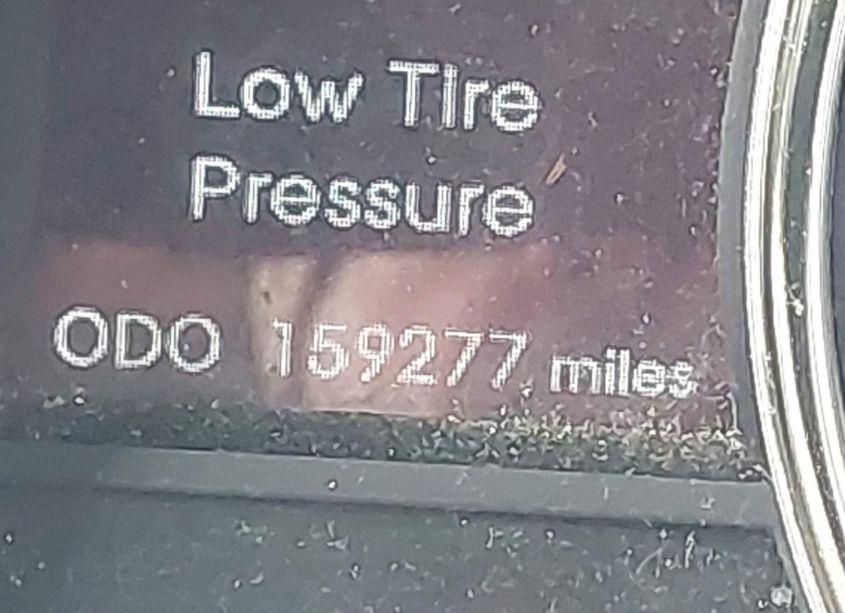 Low Tire
Pressure
ODO 159277 miles